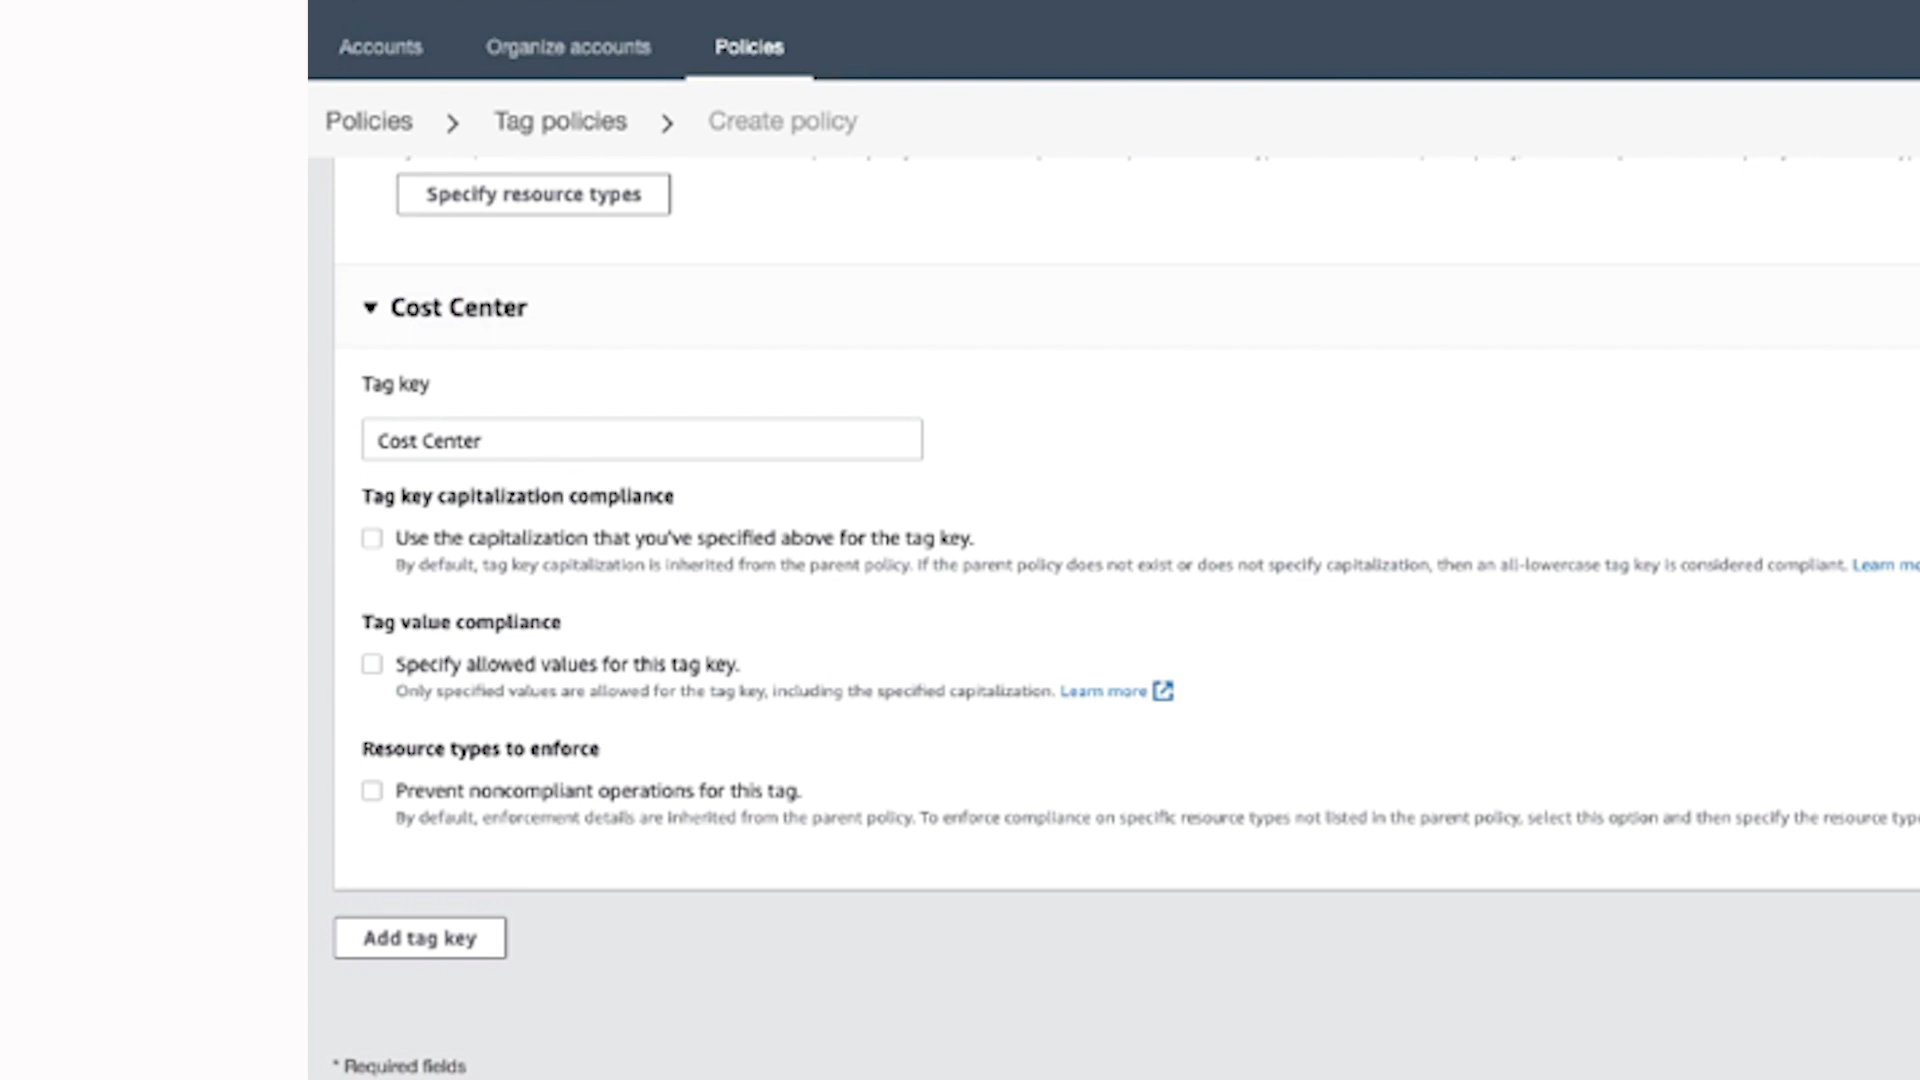 Accounts Organize accounts Policies
Policies > Tag policies > Create policy
Specify resource types
Cost Center
Tag key
Cost Center
Tag key capitalization compliance
Use the capitalization that you've specified above for the tag key.
By default, tag key capitalization is inherited from the parent policy. If the parent policy does not exist or does not specify capitalization, then an all-lowercase tag key is considered compliant. Learn
Tag value compliance
Specify allowed values for this tag key.
Only specified values are allowed for the tag key, including the specified capitalization. Learn more
Resource types to enforce
Prevent noncompliant operations for this tag.
By default, enforcement details are inherited from the parent policy. To enforce compliance on specific resource types not listed in the parent policy, select this option and then specify the resource
Add tag key
* Required fields